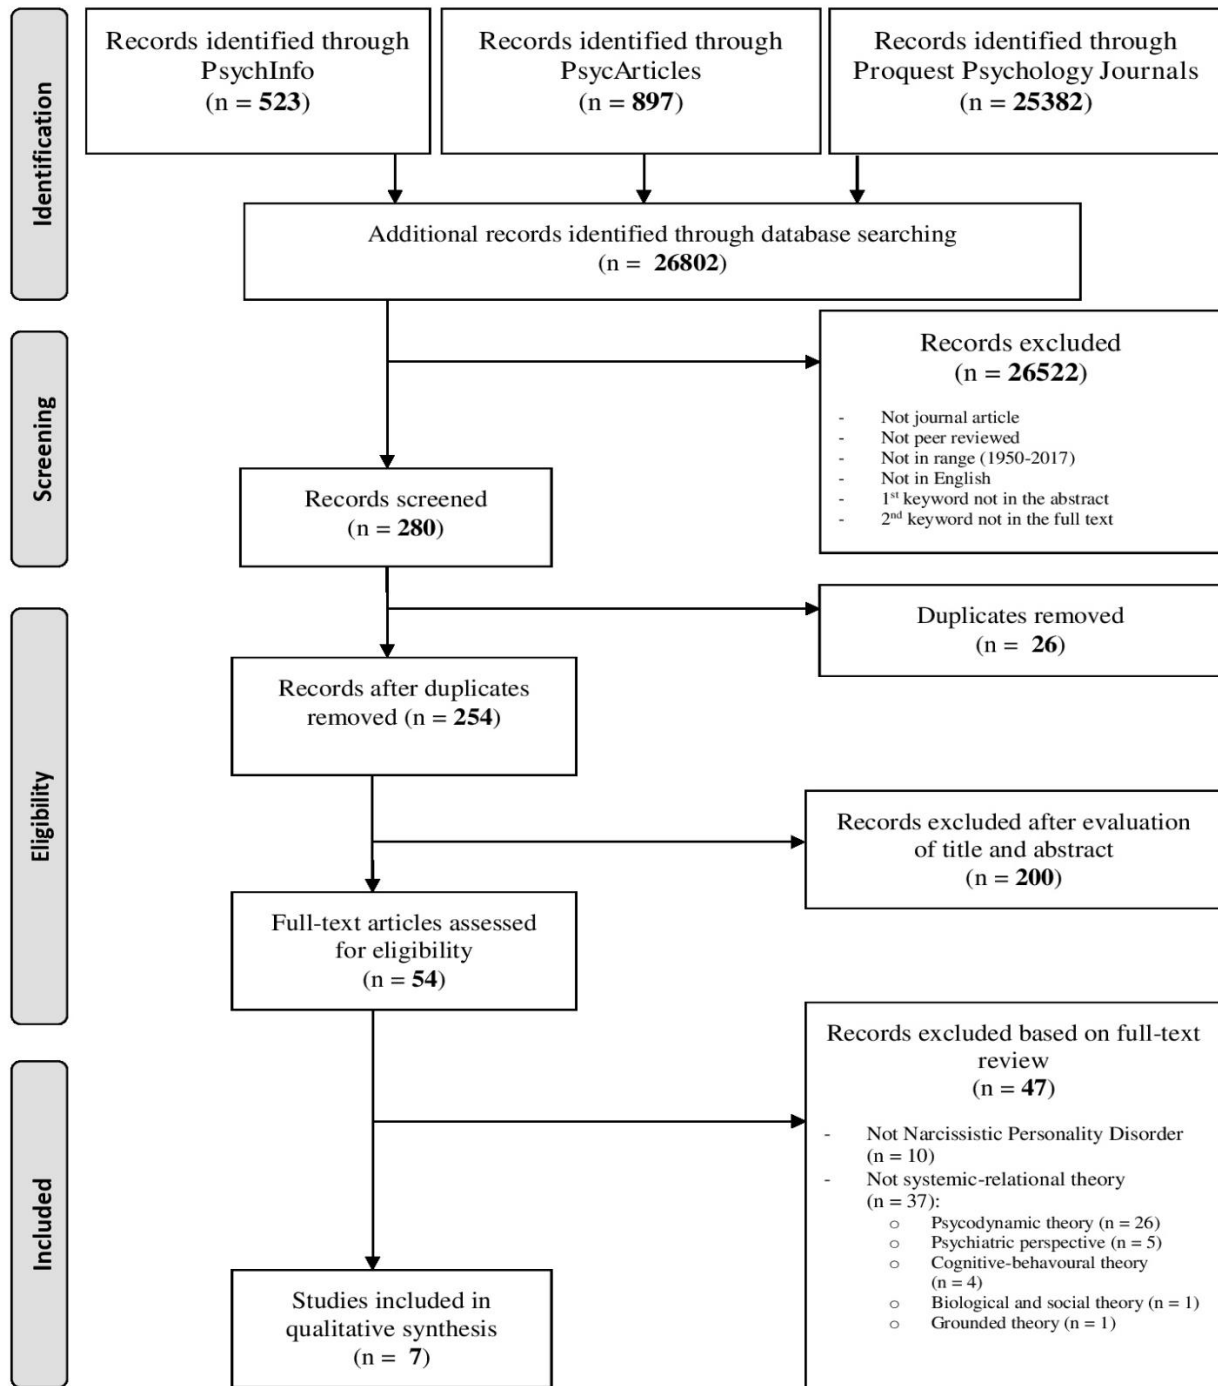 Identification
Records identified through
PsychInfo
(n = 523)
Records identified through
PsycArticles
(n = 897)
Records identified through
Proquest Psychology Journals
(n = 25382)
Additional records identified through database searching
(n = 26802)
Screening
Records excluded
(n = 26522)
- Not journal article
- Not peer reviewed
- Not in range (1950-2017)
- Not in English
- 1st keyword not in the abstract
- 2nd keyword not in the full text
Records screened
(n = 280)
Eligibility
Duplicates removed
(n = 26)
Records after duplicates
removed (n = 254)
Records excluded after evaluation
of title and abstract
(n = 200)
Full-text articles assessed
for eligibility
(n = 54)
Included
Records excluded based on full-text
review
(n = 47)
- Not Narcissistic Personality Disorder
(n = 10)
- Not systemic-relational theory
(n = 37):
o Psycodynamic theory (n = 26)
o Psychiatric perspective (n = 5)
o Cognitive-behavoural theory
(n = 4)
o Biological and social theory (n = 1)
o Grounded theory (n = 1)
Studies included in
qualitative synthesis
(n = 7)